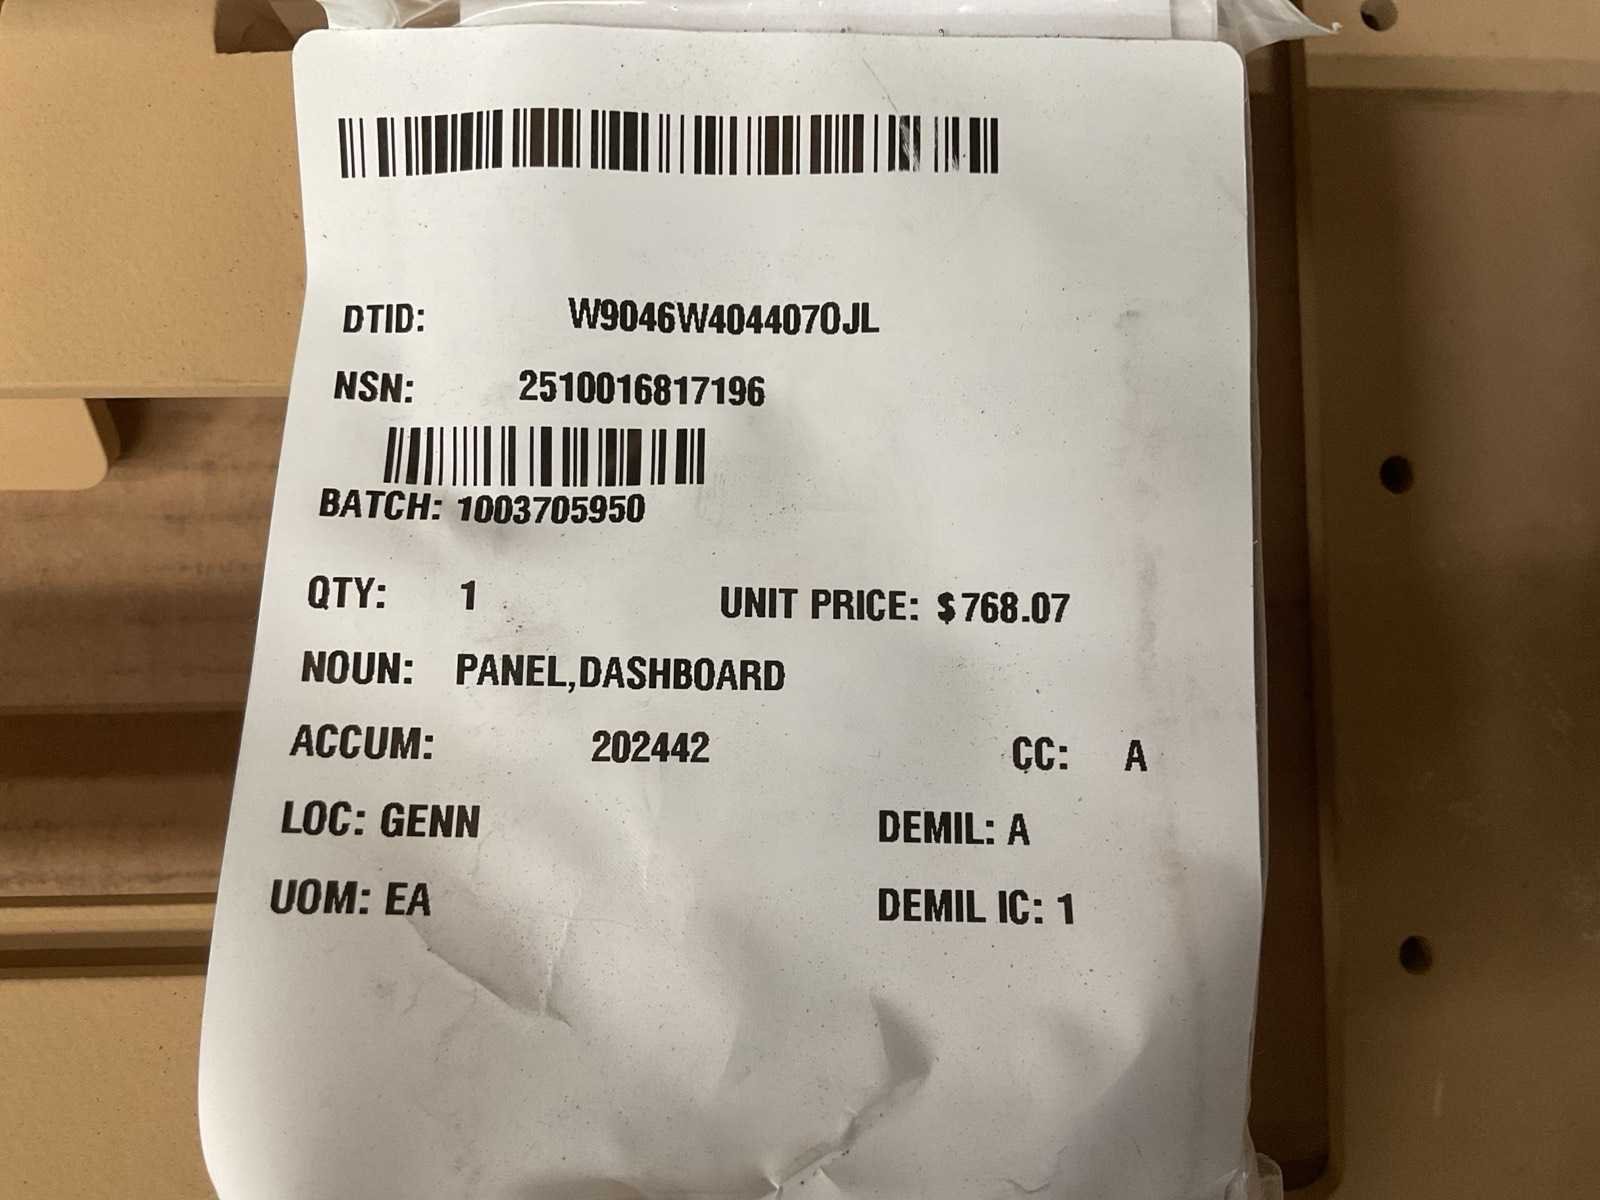 DTID: W9046W4044070JL
NSN: 2510016817196
BATCH: 1003705950
QTY: 1 UNIT PRICE: $768.07
NOUN: PANEL,DASHBOARD
ACCUM: 202442 CC: A
LOC: GENN DEMIL: A
UOM: EA DEMIL IC: 1